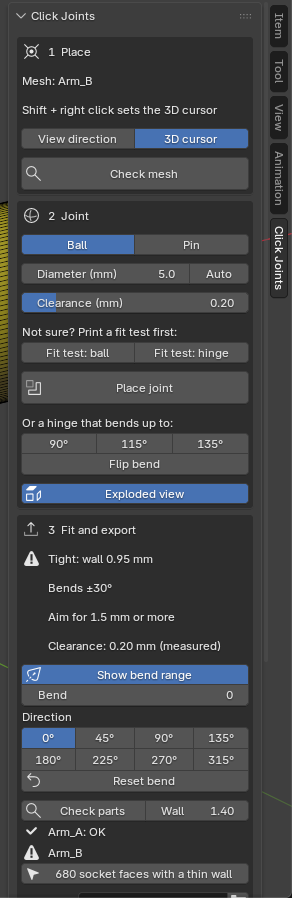 Click Joints
1 Place
Mesh: Arm_B
Shift + right click sets the 3D cursor
View direction
3D cursor
Check mesh
2 Joint
Ball
Pin
Diameter (mm) 5.0
Auto
Clearance (mm) 0.20
Not sure? Print a fit test first:
Fit test: ball
Fit test: hinge
Place joint
Or a hinge that bends up to:
90°
115°
135°
Flip bend
Exploded view
3 Fit and export
Tight: wall 0.95 mm
Bends ±30°
Aim for 1.5 mm or more
Clearance: 0.20 mm (measured)
Show bend range
Bend 0
Direction
0°
45°
90°
135°
180°
225°
270°
315°
Reset bend
Check parts
Wall 1.40
Arm_A: OK
Arm_B
680 socket faces with a thin wall
Item
Tool
View
Animation
Click Joints